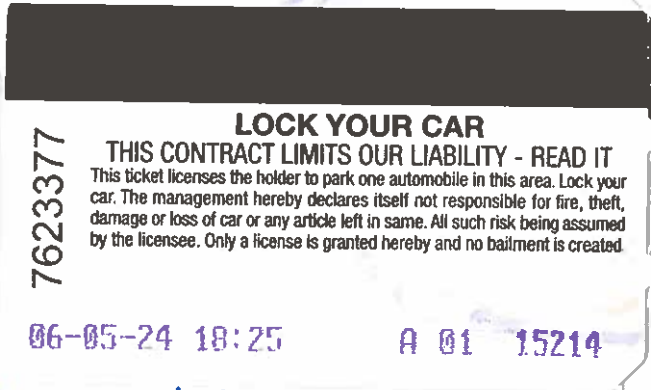 LOCK YOUR CAR
THIS CONTRACT LIMITS OUR LIABILITY - READ IT
This ticket licenses the holder to park one automobile in this area. Lock your
car. The management hereby declares itself not responsible for fire, theft,
damage or loss of car or any article left in same. All such risk being assumed
by the licensee. Only a license is granted hereby and no bailment is created
7623377
06-05-24 18:25 A 01 15214